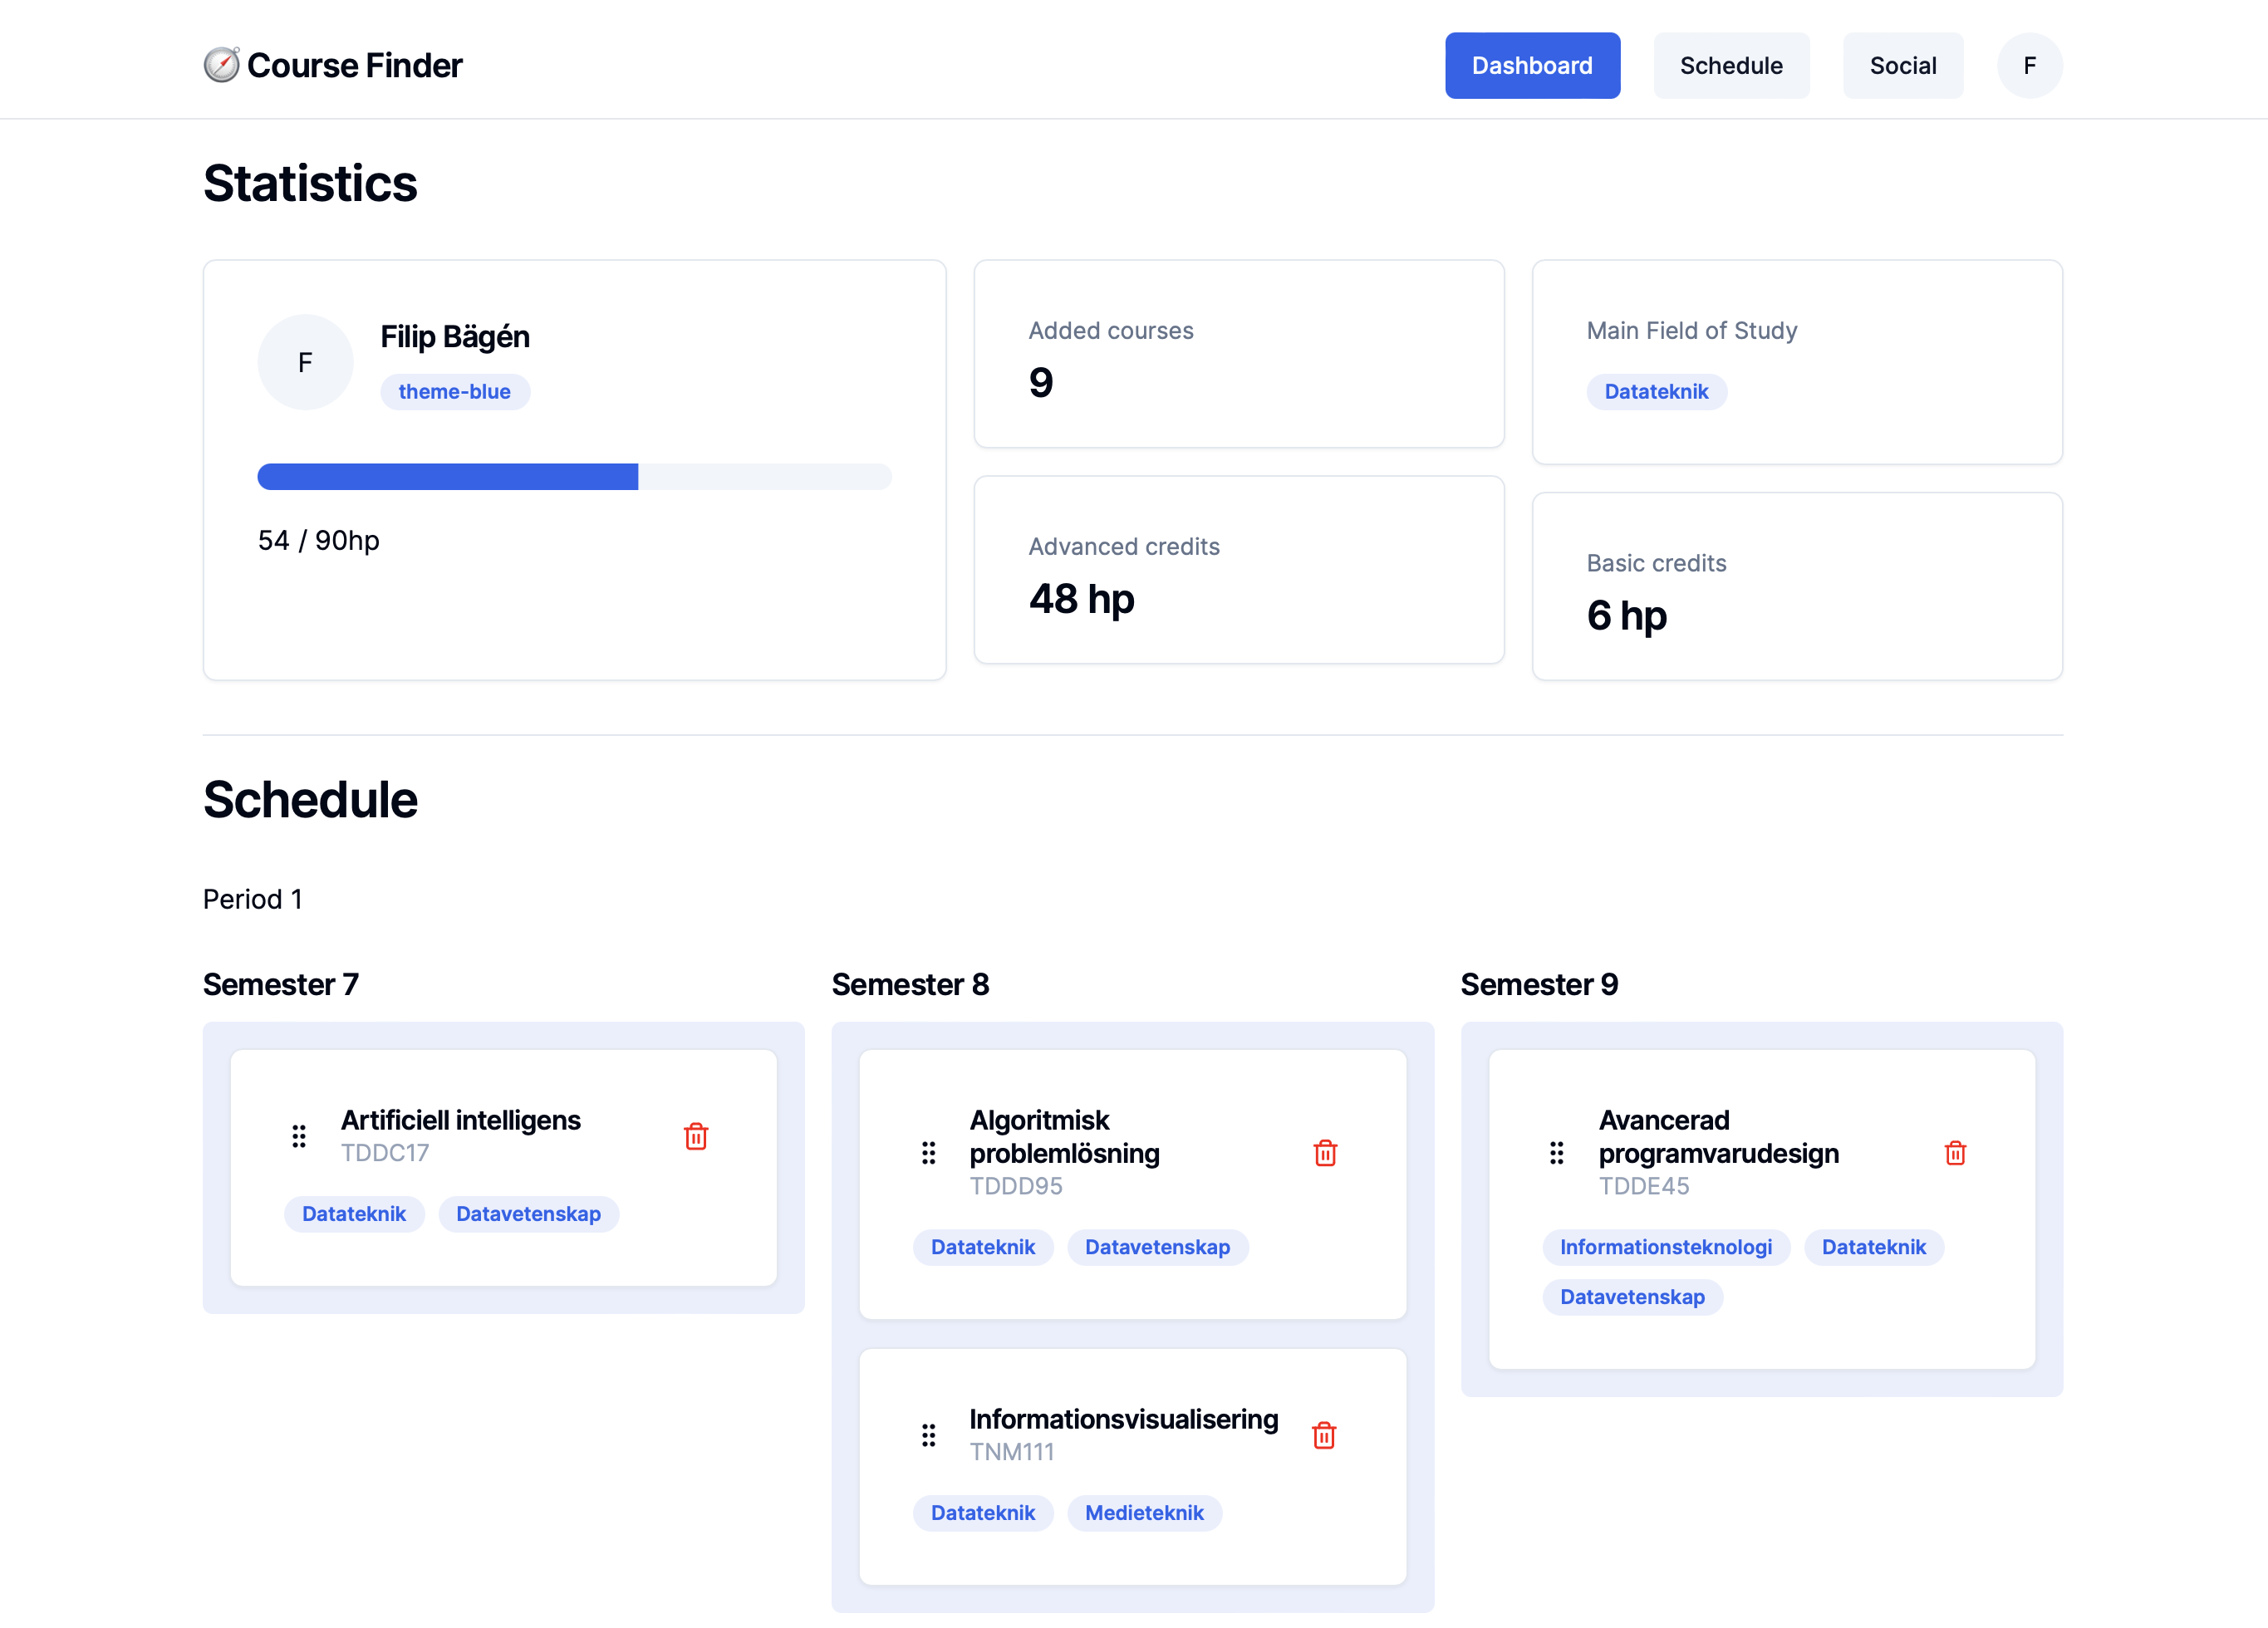 Course Finder
Dashboard
Schedule
Social
F
Statistics
F
Filip Bägén
theme-blue
54 / 90hp
Added courses
9
Main Field of Study
Datateknik
Advanced credits
48 hp
Basic credits
6 hp
Schedule
Period 1
Semester 7
Artificiell intelligens
TDDC17
Datateknik
Datavetenskap
Semester 8
Algoritmisk
problemlösning
TDDD95
Datateknik
Datavetenskap
Informationsvisualisering
TNM111
Datateknik
Medieteknik
Semester 9
Avancerad
programvarudesign
TDDE45
Informationsteknologi
Datateknik
Datavetenskap